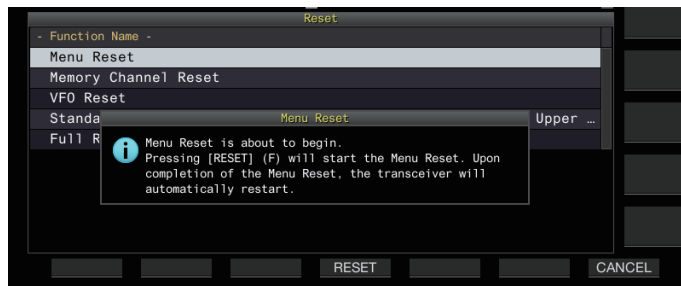 Reset
- Function Name -
Menu Reset
Memory Channel Reset
VFO Reset
Standa
Menu Reset
Upper …
Full R
Menu Reset is about to begin.
Pressing [RESET] (F) will start the Menu Reset. Upon
completion of the Menu Reset, the transceiver will
automatically restart.
RESET
CANCEL